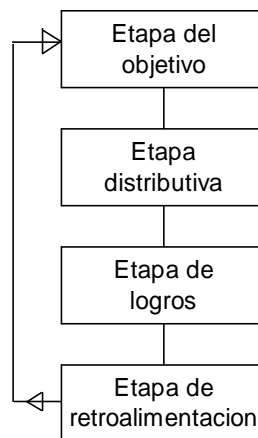 Etapa del
objetivo
Etapa
distributiva
Etapa de
logros
Etapa de
retroalimentacion